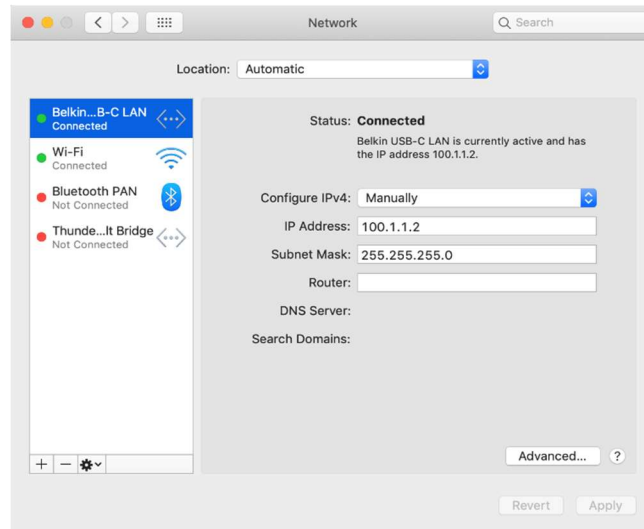 Network
Search
Location: Automatic
Belkin...B-C LAN
Connected
Wi-Fi
Connected
Bluetooth PAN
Not Connected
Thunde...lt Bridge
Not Connected
Status: Connected
Belkin USB-C LAN is currently active and has
the IP address 100.1.1.2.
Configure IPv4: Manually
IP Address: 100.1.1.2
Subnet Mask: 255.255.255.0
Router:
DNS Server:
Search Domains:
Advanced... ?
Revert Apply